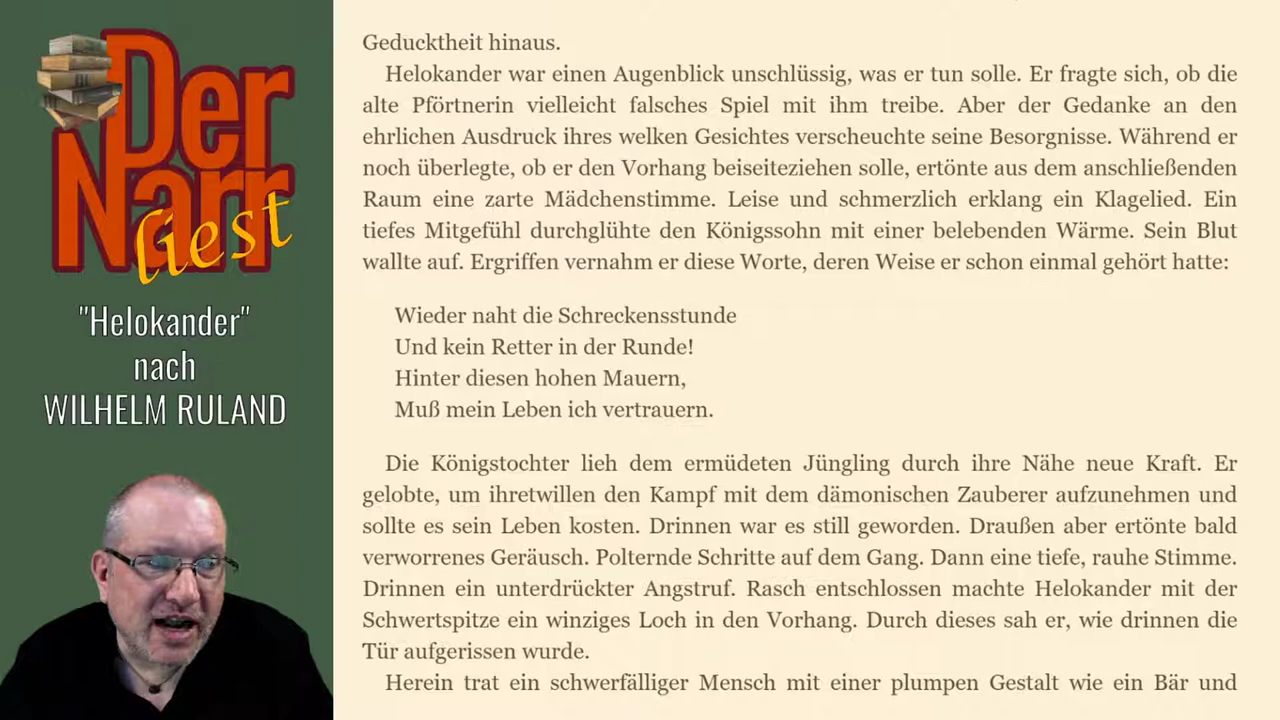 Der
Narr
liest
"Helokander"
nach
WILHELM RULAND
Gducktheit hinaus.
Helokander war einen Augenblick unschlüssig, was er tun solle. Er fragte sich, ob die
alte Pförtnerin vielleicht falsches Spiel mit ihm treibe. Aber der Gedanke an den
ehrlichen Ausdruck ihres welken Gesichtes verscheuchte seine Besorgnisse. Während er
noch überlegte, ob er den Vorhang beiseiteziehen solle, ertönte aus dem anschließenden
Raum eine zarte Mädchenstimme. Leise und schmerzlich erklang ein Klagelied. Ein
tiefes Mitgefühl durchglühte den Königssohn mit einer belebenden Wärme. Sein Blut
wallte auf. Ergriffen vernahm er diese Worte, deren Weise er schon einmal gehört hatte:
Wieder naht die Schreckensstunde
Und kein Retter in der Runde!
Hinter diesen hohen Mauern,
Muß mein Leben ich vertrauern.
Die Königstochter lieh dem ermüdeten Jüngling durch ihre Nähe neue Kraft. Er
gelobte, um ihretwillen den Kampf mit dem dämonischen Zauberer aufzunehmen und
sollte es sein Leben kosten. Drinnen war es still geworden. Draußen aber ertönte bald
verworrenes Geräusch. Polternde Schritte auf dem Gang. Dann eine tiefe, rauhe Stimme.
Drinnen ein unterdrückter Angstruf. Rasch entschlossen machte Helokander mit der
Schwertspitze ein winziges Loch in den Vorhang. Durch dieses sah er, wie drinnen die
Tür aufgerissen wurde.
Herein trat ein schwerfälliger Mensch mit einer plumpen Gestalt wie ein Bär und